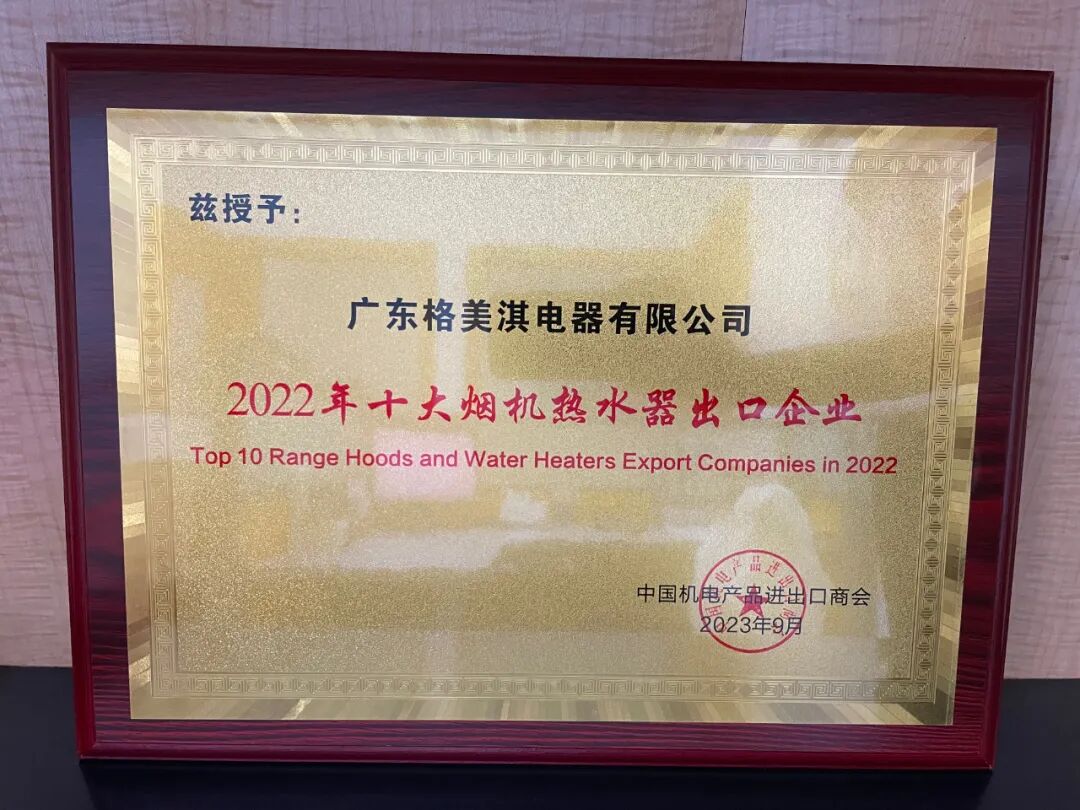 兹授予：
广东格美淇电器有限公司
2022年十大烟机热水器出口企业
Top 10 Range Hoods and Water Heaters Export Companies in 2022
中国机电产品进出口商会
2023年9月